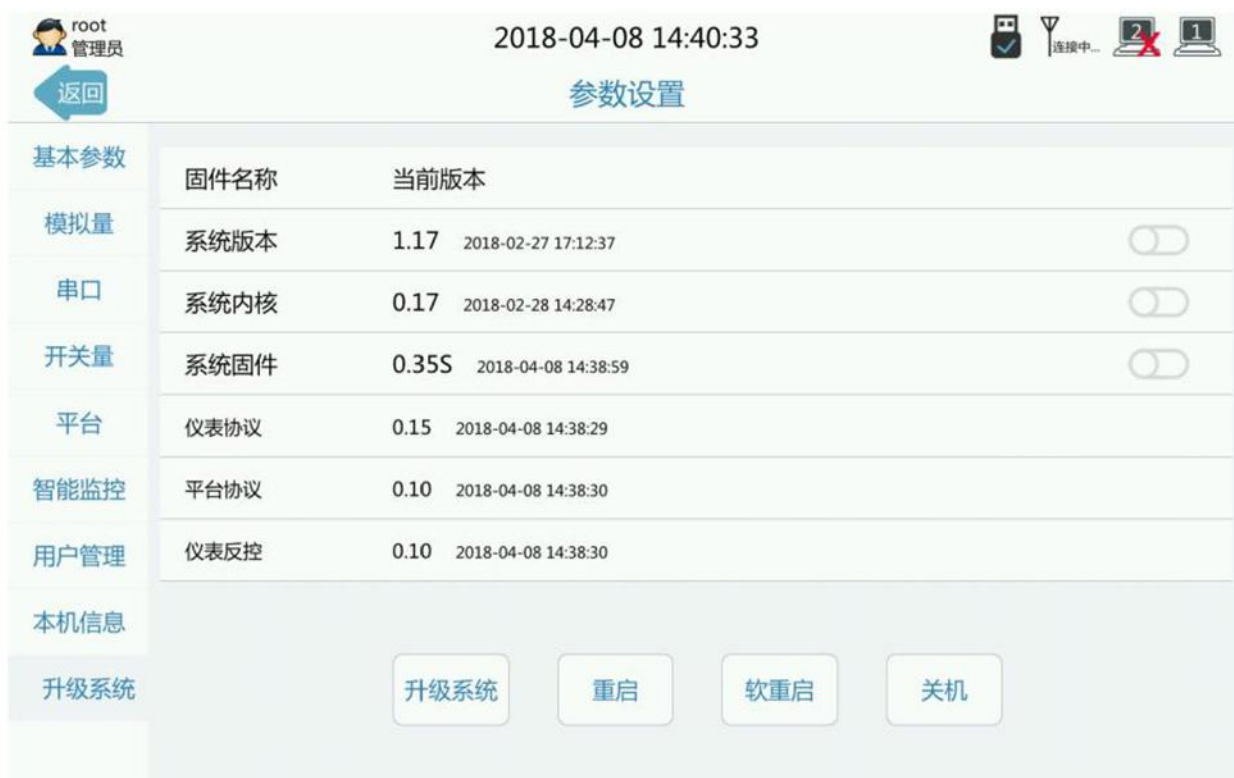 root
管理员
2018-04-08 14:40:33
连接中...
2
1
返回
参数设置
基本参数
模拟量
串口
开关量
平台
智能监控
用户管理
本机信息
升级系统
固件名称 当前版本
系统版本 1.17 2018-02-27 17:12:37
系统内核 0.17 2018-02-28 14:28:47
系统固件 0.35S 2018-04-08 14:38:59
仪表协议 0.15 2018-04-08 14:38:29
平台协议 0.10 2018-04-08 14:38:30
仪表反控 0.10 2018-04-08 14:38:30
升级系统 重启 软重启 关机